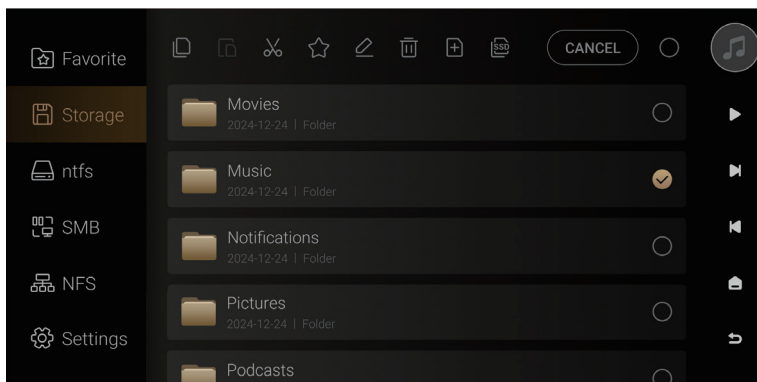 SSD
CANCEL
Favorite
Storage
ntfs
SMB
NFS
Settings
Movies
2024-12-24 | Folder
Music
2024-12-24 | Folder
Notifications
2024-12-24 | Folder
Pictures
2024-12-24 | Folder
Podcasts